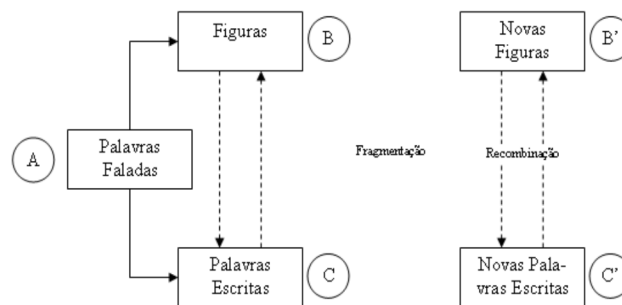 Figuras
B
Novas
Figuras
B'
A
Palavras
Faladas
Fragmentação
Recombinação
Palavras
Escritas
C
Novas Pala-
vras Escritas
C'